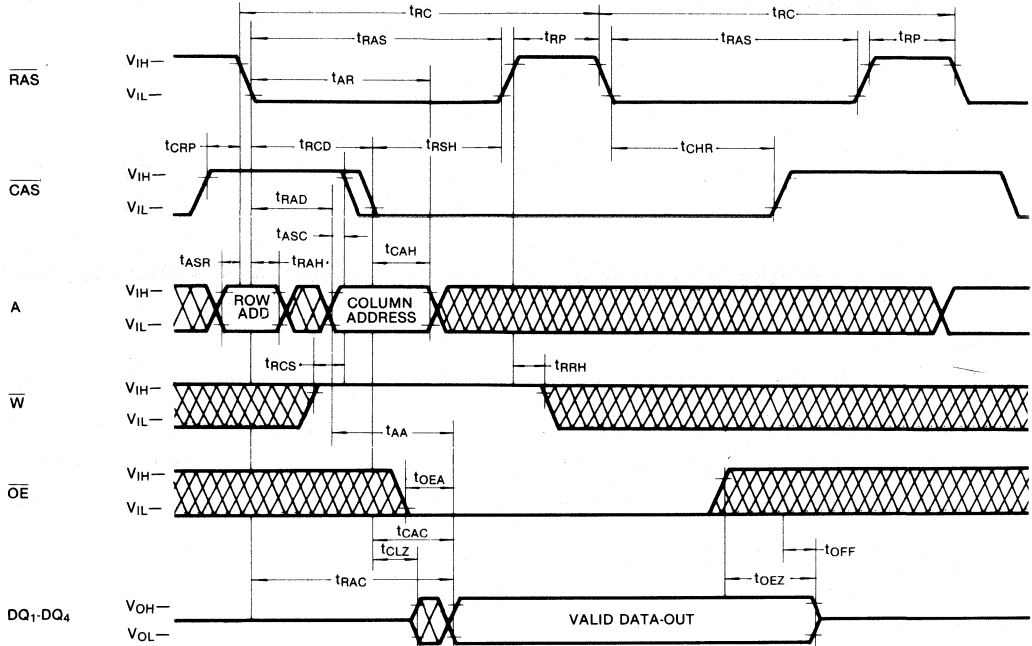 tRC tRC
tRAS tRP tRAS tRP
RAS VIH
tAR
VIL
tCRP tRCD tRSH tCHR
CAS VIH
VIL
tRAD
tASC
tASR tRAH tCAH
A VIH
ROW ADD COLUMN ADDRESS
VIL
tRCS tRRH
W VIH
VIL
tAA
OE VIH
tOEA
VIL
tCAC
tCLZ tOFF
tRAC tOEZ
DQ1-DQ4 VOH
VALID DATA-OUT
VOL